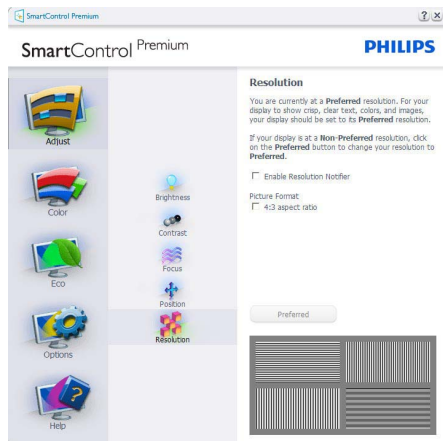 SmartControl Premium
SmartControl Premium
PHILIPS
Adjust
Color
Eco
Options
Help
Brightness
Contrast
Focus
Position
Resolution
Resolution
You are currently at a Preferred resolution. For your
display to show crisp, clear text, colors, and images,
your display should be set to its Preferred resolution.
If your display is at a Non-Preferred resolution, click
on the Preferred button to change your resolution to
Preferred.
Enable Resolution Notifier
Picture Format
4:3 aspect ratio
Preferred